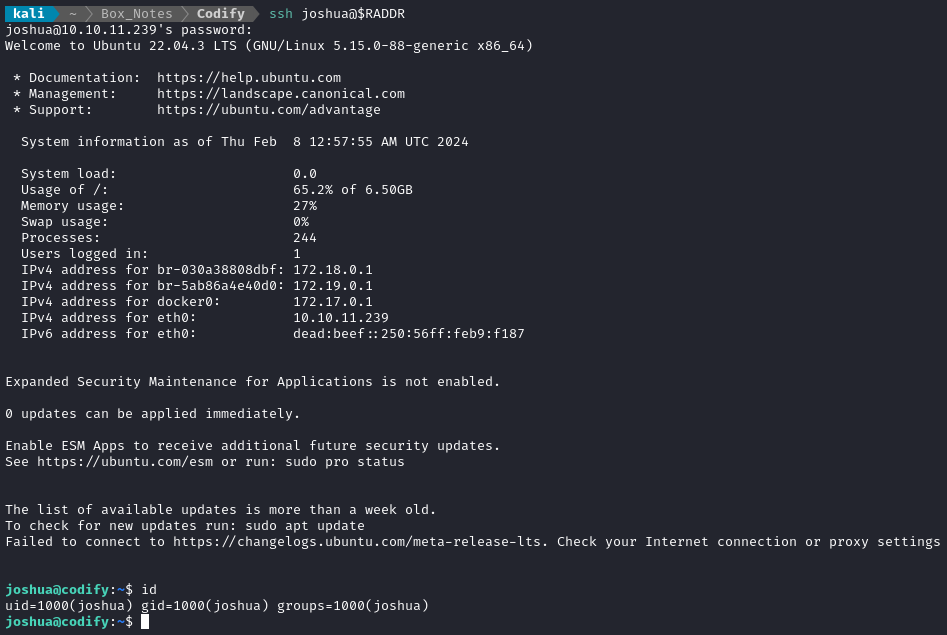 kali ~ Box_Notes Codify ssh joshua@$RADDR
joshua@10.10.11.239's password:
Welcome to Ubuntu 22.04.3 LTS (GNU/Linux 5.15.0-88-generic x86_64)
* Documentation: https://help.ubuntu.com
* Management: https://landscape.canonical.com
* Support: https://ubuntu.com/advantage
System information as of Thu Feb 8 12:57:55 AM UTC 2024
System load: 0.0
Usage of /: 65.2% of 6.50GB
Memory usage: 27%
Swap usage: 0%
Processes: 244
Users logged in: 1
IPv4 address for br-030a38808dbf: 172.18.0.1
IPv4 address for br-5ab86a4e40d0: 172.19.0.1
IPv4 address for docker0: 172.17.0.1
IPv4 address for eth0: 10.10.11.239
IPv6 address for eth0: dead:beef::250:56ff:feb9:f187
Expanded Security Maintenance for Applications is not enabled.
0 updates can be applied immediately.
Enable ESM Apps to receive additional future security updates.
See https://ubuntu.com/esm or run: sudo pro status
The list of available updates is more than a week old.
To check for new updates run: sudo apt update
Failed to connect to https://changelogs.ubuntu.com/meta-release-lts. Check your Internet connection or proxy settings
joshua@codify:~$ id
uid=1000(joshua) gid=1000(joshua) groups=1000(joshua)
joshua@codify:~$